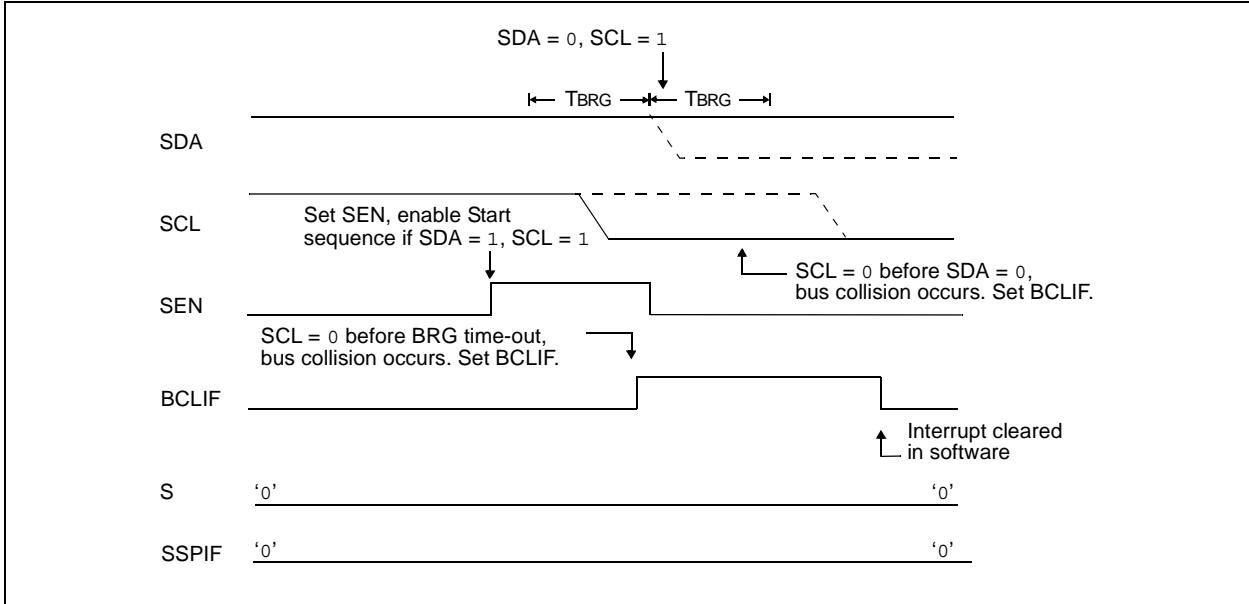 SDA = 0, SCL = 1
TBRG TBRG
SDA
SCL
Set SEN, enable Start
sequence if SDA = 1, SCL = 1
SCL = 0 before SDA = 0,
bus collision occurs. Set BCLIF.
SEN
SCL = 0 before BRG time-out,
bus collision occurs. Set BCLIF.
BCLIF
Interrupt cleared
in software
S ‘0’ ‘0’
SSPIF ‘0’ ‘0’